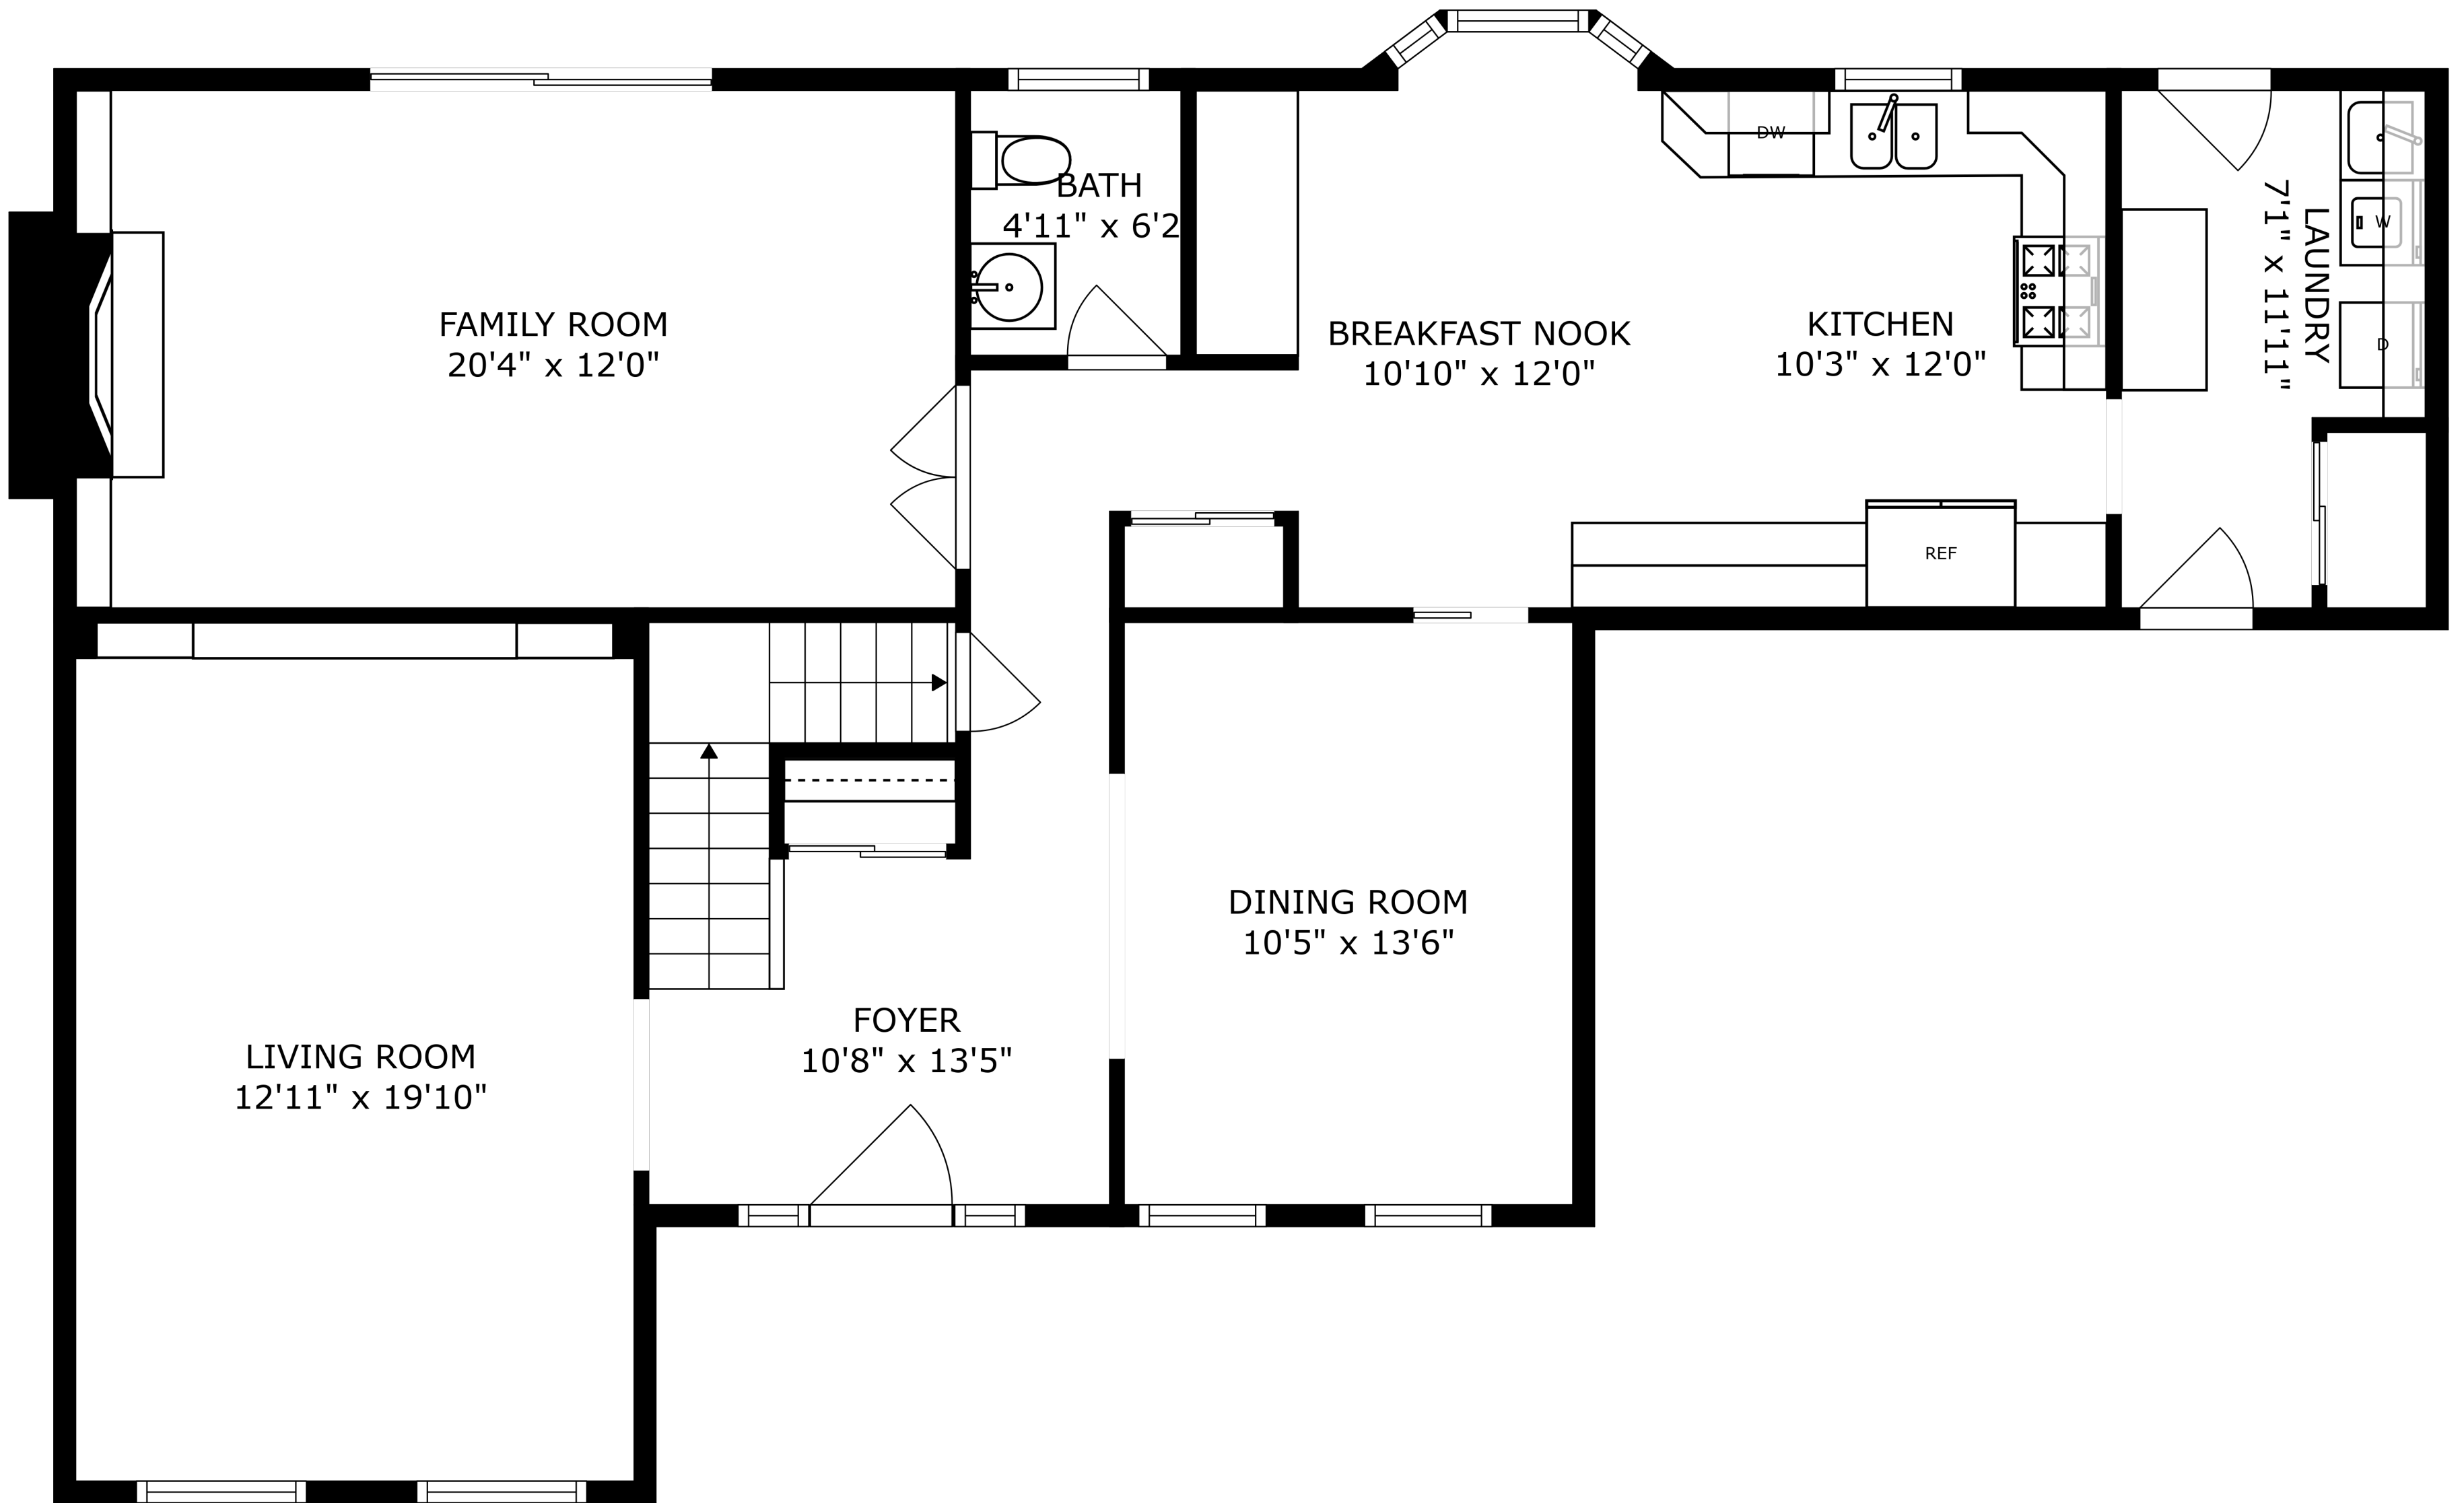 FAMILY ROOM
20'4" x 12'0"
BATH
4'11" x 6'2
BREAKFAST NOOK
10'10" x 12'0"
KITCHEN
10'3" x 12'0"
DW
REF
LAUNDRY
7'1" x 11'11"
W
D
LIVING ROOM
12'11" x 19'10"
FOYER
10'8" x 13'5"
DINING ROOM
10'5" x 13'6"